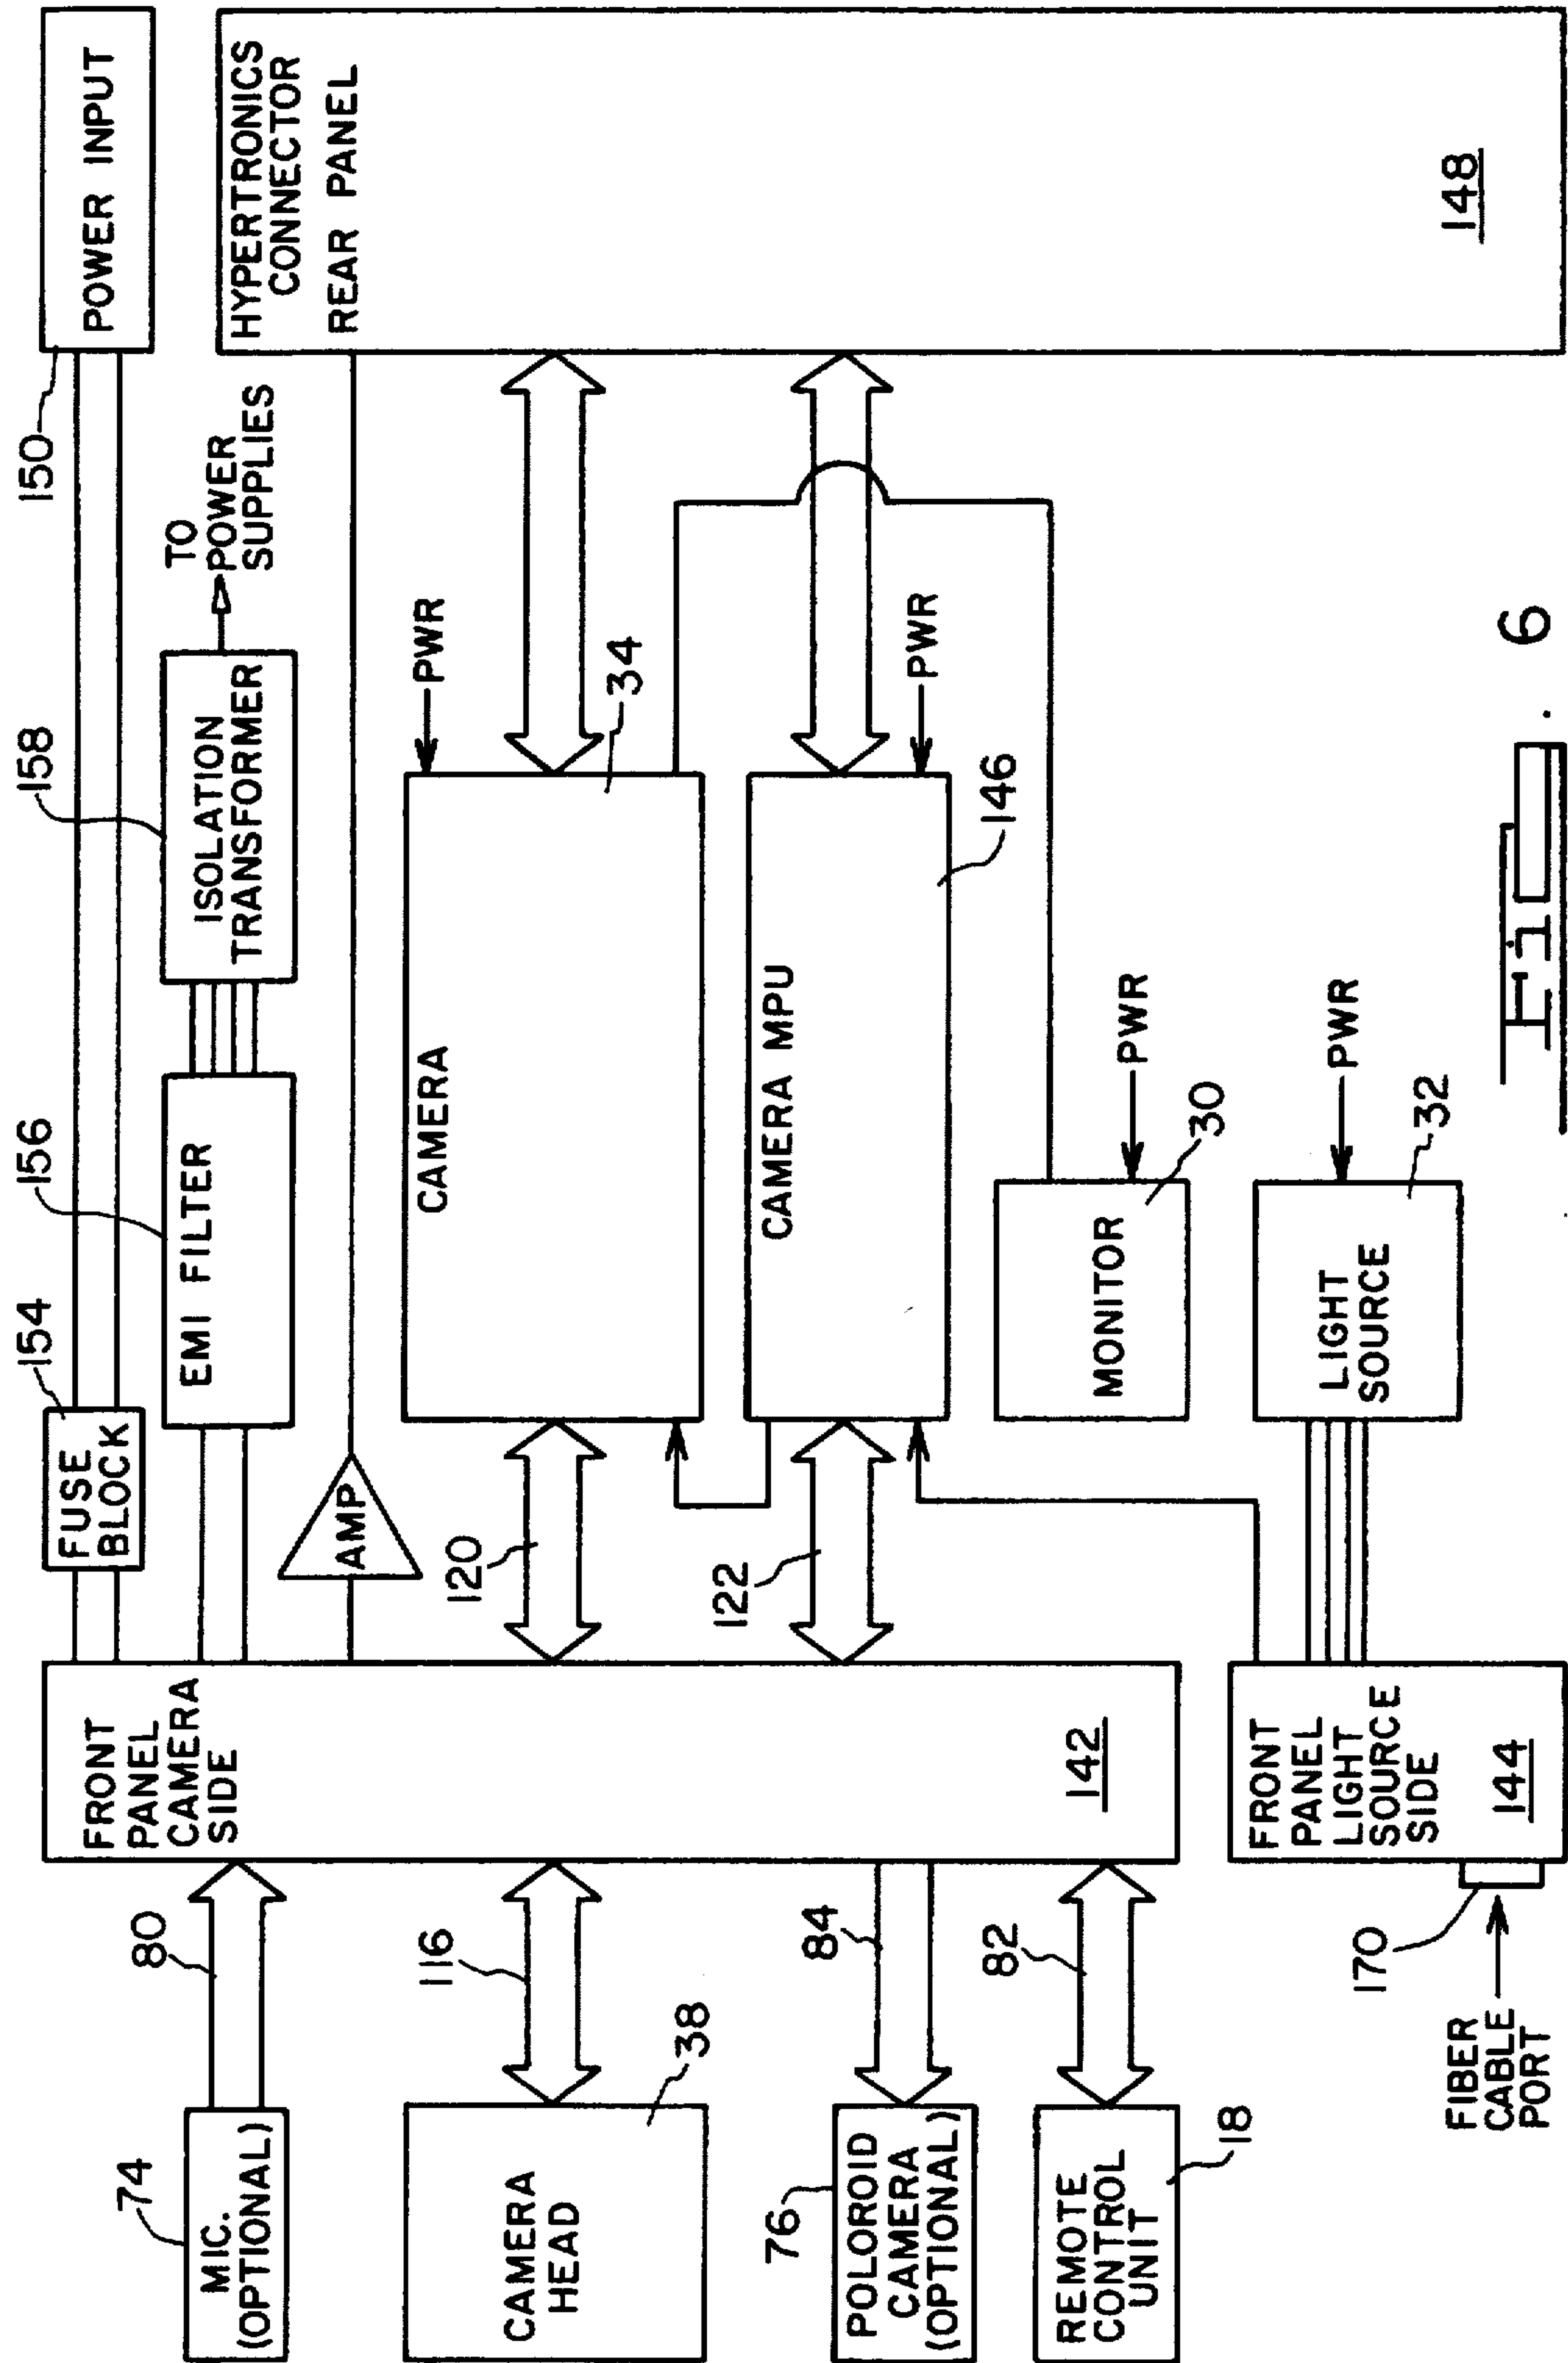 150
POWER INPUT
154
FUSE
BLOCK
156
EMI FILTER
158
ISOLATION
TRANSFORMER
TO
POWER
SUPPLIES
HYPERTRONICS
CONNECTOR
REAR PANEL
148
AMP
FRONT
PANEL
CAMERA
SIDE
142
74
MIC.
(OPTIONAL)
80
CAMERA
HEAD
38
116
120
CAMERA
PWR
34
76
POLOROID
CAMERA
(OPTIONAL)
84
122
CAMERA MPU
PWR
146
REMOTE
CONTROL
UNIT
18
82
MONITOR
PWR
30
FRONT
PANEL
LIGHT
SOURCE
SIDE
144
170
FIBER
CABLE
PORT
LIGHT
SOURCE
PWR
32
Fig. 6